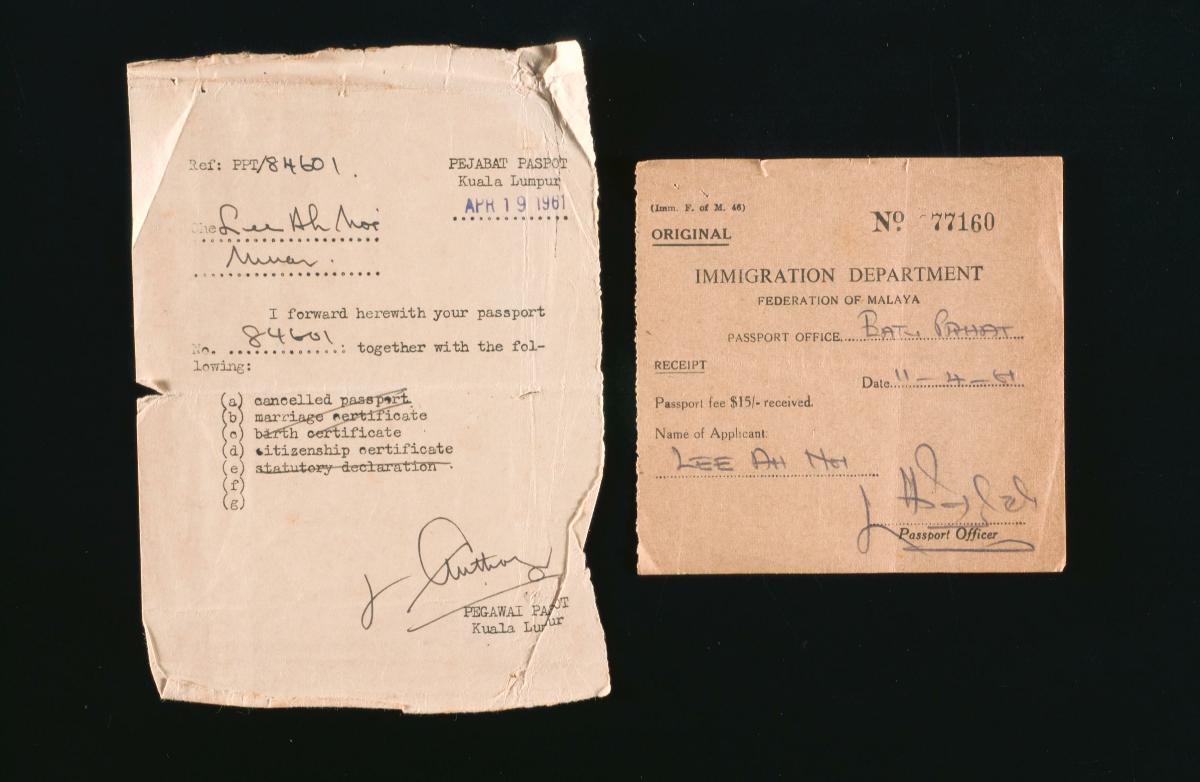 Ref: PPT/84601.
PEJABAT PASPOT
Kuala Lumpur
APR 19 1961
Che Lee Ah Noi
Muar.
I forward herewith your passport
No. 84601: together with the fol-
lowing:
(a) cancelled passport
(b) marriage certificate
(c) birth certificate
(d) citizenship certificate
(e) statutory declaration.
(f)
(g)
PEGAWAI PASPOT
Kuala Lumpur
(Imm. F. of M. 46)
ORIGINAL
Nº 77160
IMMIGRATION DEPARTMENT
FEDERATION OF MALAYA
PASSPORT OFFICE Batu Pahat
RECEIPT
Date 11-4-61
Passport fee $15/- received.
Name of Applicant:
LEE AH NOI
Passport Officer